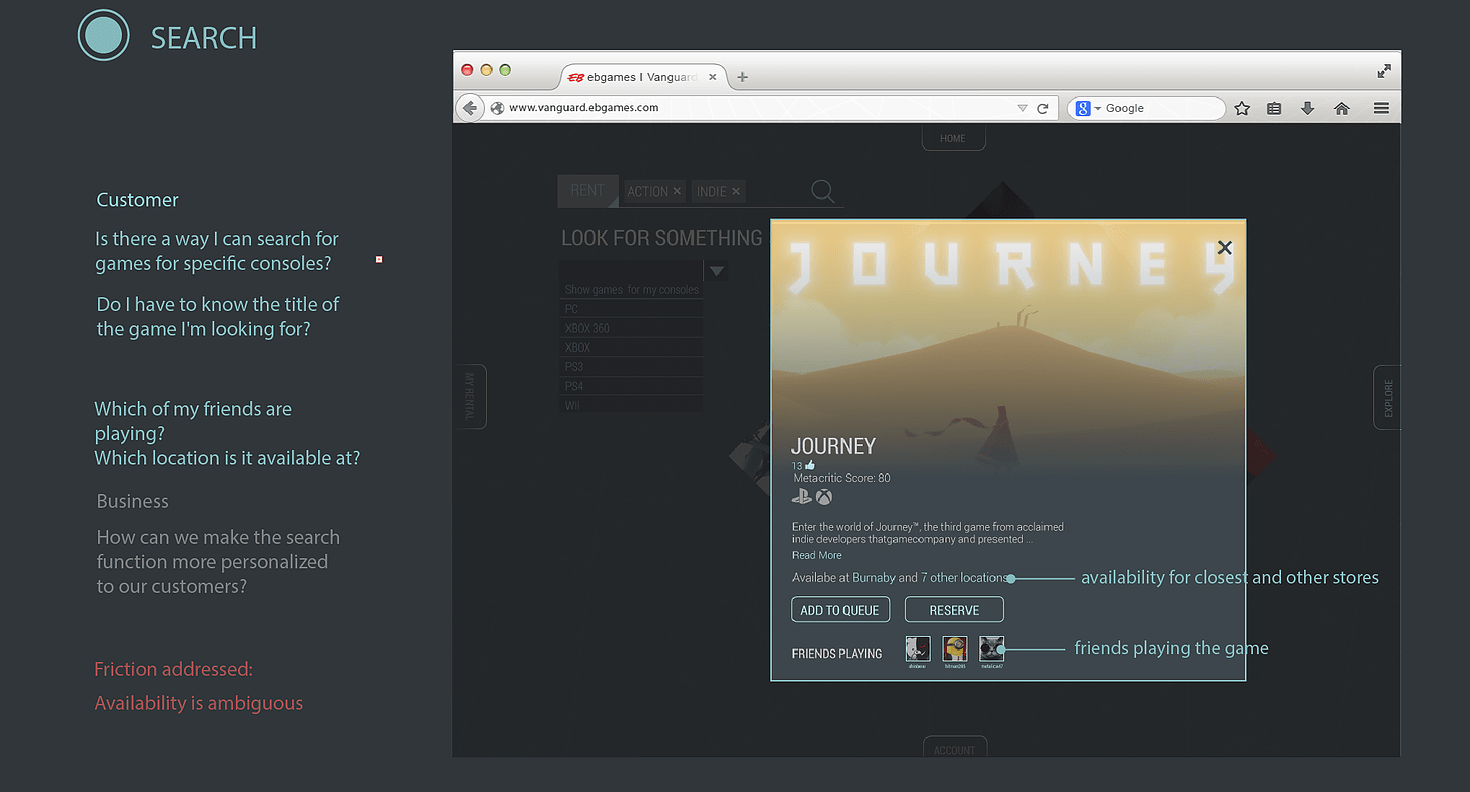 SEARCH
Customer
Is there a way I can search for
games for specific consoles?
Do I have to know the title of
the game I'm looking for?
Which of my friends are
playing?
Which location is it available at?
Business
How can we make the search
function more personalized
to our customers?
Friction addressed:
Availability is ambiguous
EB ebgames I Vanguard
www.vanguard.ebgames.com
Google
HOME
RENT
ACTION
INDIE
LOOK FOR SOMETHING
Show games for my consoles
PC
XBOX 360
XBOX
PS3
PS4
Wii
MY RENTAL
EXPLORE
JOURNEY
JOURNEY
13
Metacritic Score: 80
Enter the world of Journey™, the third game from acclaimed
indie developers thatgamecompany and presented ...
Read More
Availabe at Burnaby and 7 other locations
availability for closest and other stores
ADD TO QUEUE
RESERVE
FRIENDS PLAYING
friends playing the game
ACCOUNT